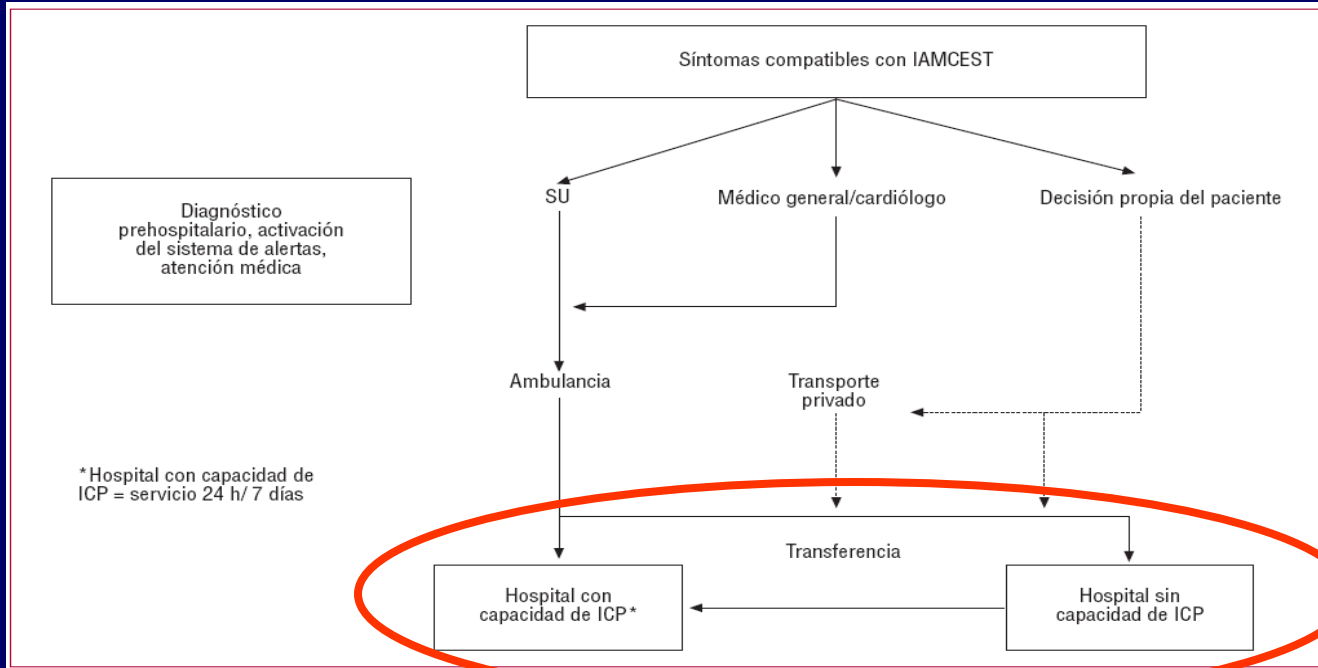 Síntomas compatibles con IAMCEST
Diagnóstico
prehospitalario, activación
del sistema de alertas,
atención médica
SU
Médico general/cardiólogo
Decisión propia del paciente
Ambulancia
Transporte
privado
*Hospital con capacidad de
ICP = servicio 24 h/ 7 días
Transferencia
Hospital con
capacidad de ICP*
Hospital sin
capacidad de ICP